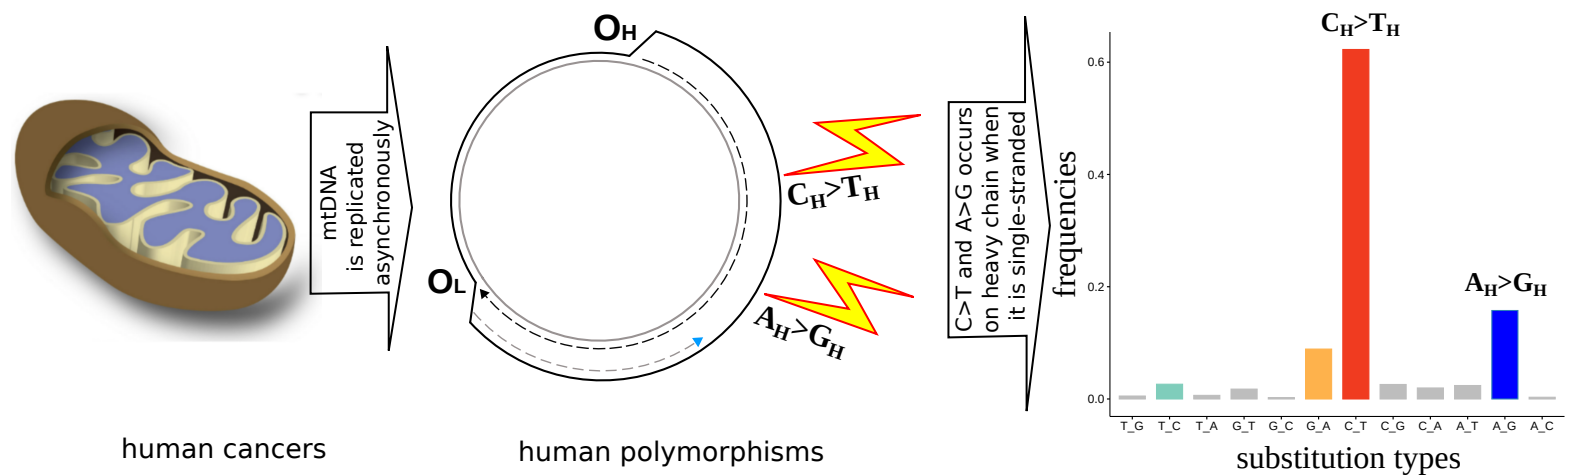 mtDNA
is replicated
asynchronously
human cancers
OH
OL
CH>TH
AH>GH
human polymorphisms
C>T and A>G occurs
on heavy chain when
it is single-stranded
frequencies
0.6
0.4
0.2
0.0
CH>TH
AH>GH
T_G T_C T_A G_T G_C G_A C_T C_G C_A A_T A_G A_C
substitution types